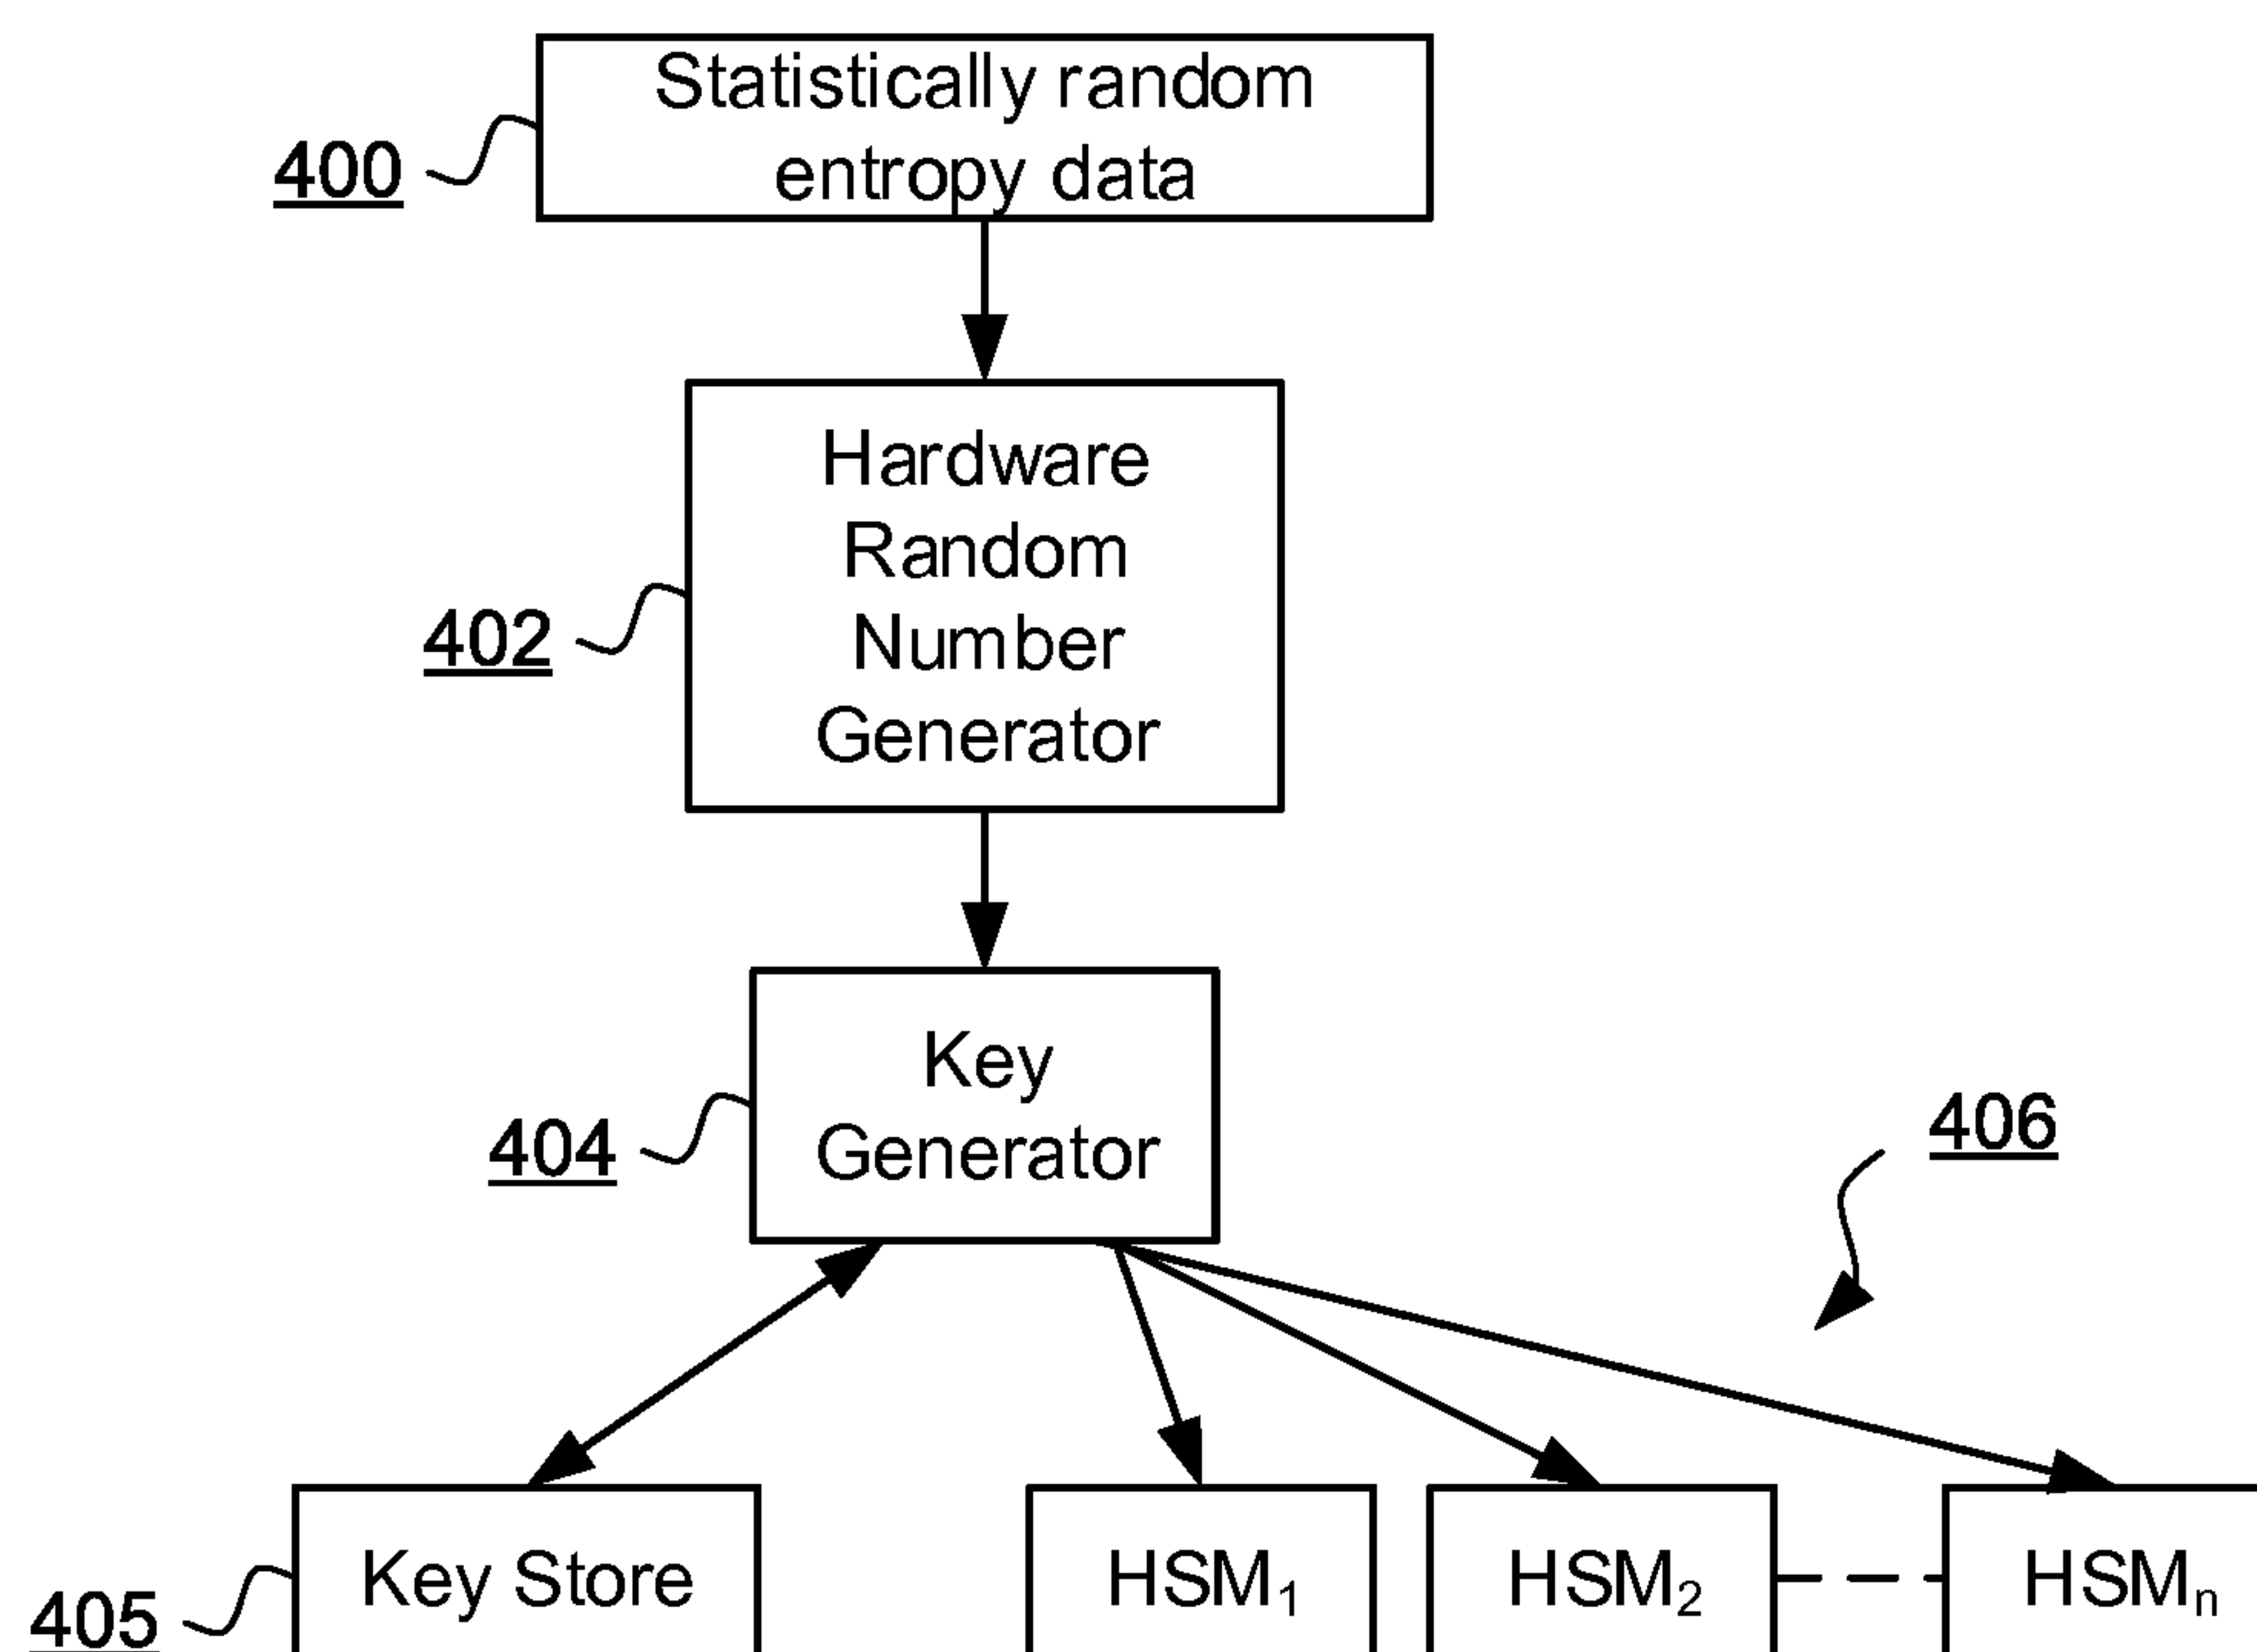 Statistically random
entropy data
400
Hardware
Random
Number
Generator
402
Key
Generator
404
406
Key Store
405
HSM₁
HSM₂
HSMₙ